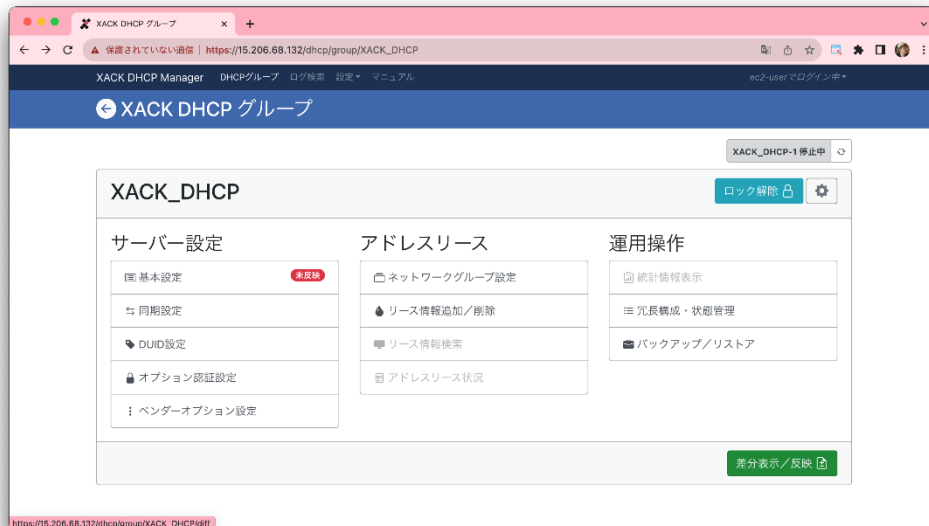 XACK DHCP グループ
保護されていない通信 https://15.206.68.132/dhcp/group/XACK_DHCP
XACK DHCP Manager DHCPグループ ログ検索 設定 マニュアル ec2-userでログイン中
XACK DHCP グループ
XACK_DHCP-1 停止中
XACK_DHCP ロック解除
サーバー設定 アドレスリース 運用操作
基本設定 未反映 ネットワークグループ設定 統計情報表示
同期設定 リース情報追加/削除 冗長構成・状態管理
DUID設定 リース情報検索 バックアップ/リストア
オプション認証設定 アドレスリース状況
ベンダーオプション設定
差分表示/反映
https://15.206.68.132/dhcp/group/XACK_DHCP/diff